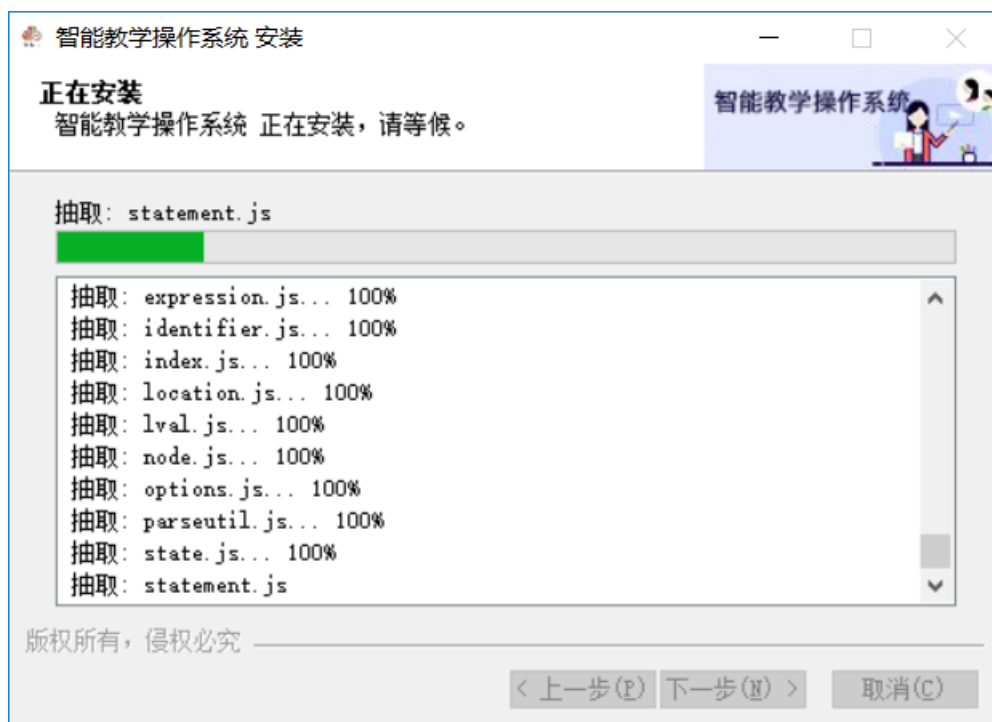 智能教学操作系统 安装
正在安装
智能教学操作系统 正在安装，请等候。
智能教学操作系统
抽取: statement.js
抽取: expression.js... 100%
抽取: identifier.js... 100%
抽取: index.js... 100%
抽取: location.js... 100%
抽取: lval.js... 100%
抽取: node.js... 100%
抽取: options.js... 100%
抽取: parseutil.js... 100%
抽取: state.js... 100%
抽取: statement.js
版权所有，侵权必究
< 上一步(P) 下一步(N) > 取消(C)